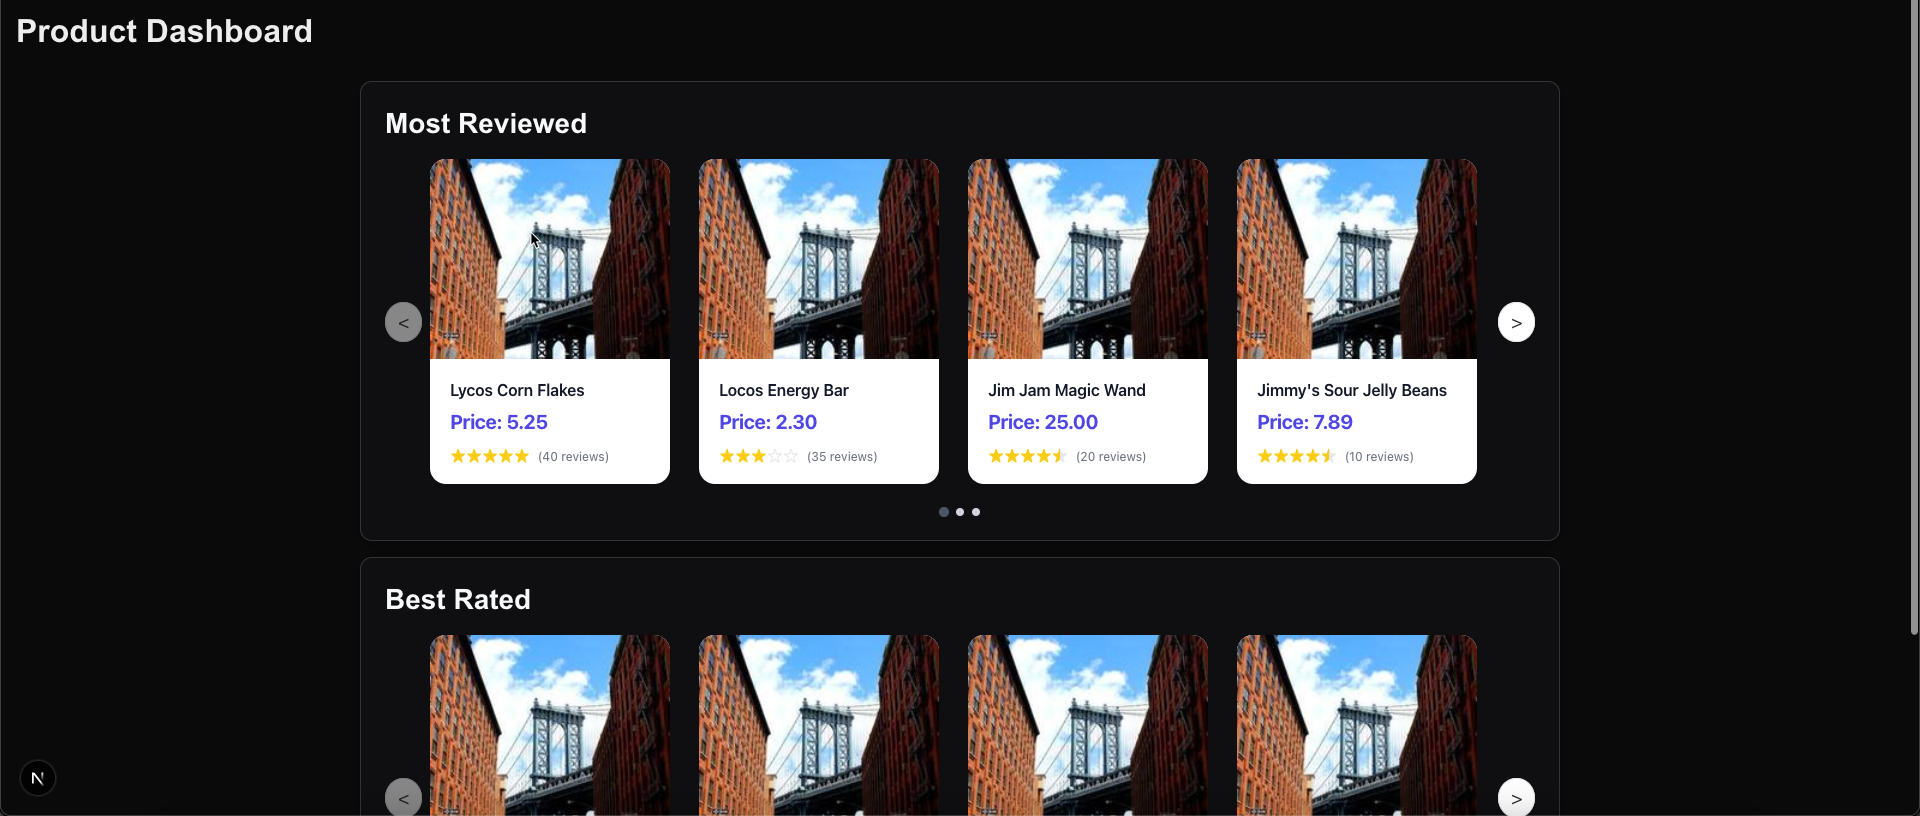 Product Dashboard
Most Reviewed
<
>
Lycos Corn Flakes
Price: 5.25
(40 reviews)
Locos Energy Bar
Price: 2.30
(35 reviews)
Jim Jam Magic Wand
Price: 25.00
(20 reviews)
Jimmy's Sour Jelly Beans
Price: 7.89
(10 reviews)
Best Rated
<
>
N